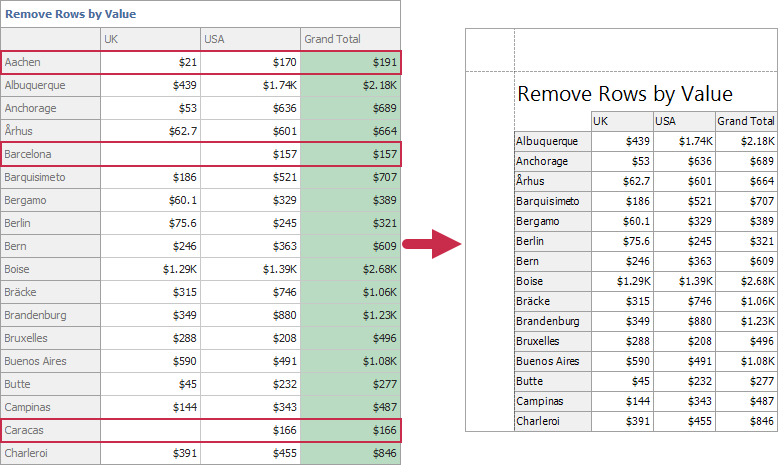 Remove Rows by Value
UK USA Grand Total
Aachen $21 $170 $191
Albuquerque $439 $1.74K $2.18K
Anchorage $53 $636 $689
Århus $62.7 $601 $664
Barcelona $157 $157
Barquisimeto $186 $521 $707
Bergamo $60.1 $329 $389
Berlin $75.6 $245 $321
Bern $246 $363 $609
Boise $1.29K $1.39K $2.68K
Bräcke $315 $746 $1.06K
Brandenburg $349 $880 $1.23K
Bruxelles $288 $208 $496
Buenos Aires $590 $491 $1.08K
Butte $45 $232 $277
Campinas $144 $343 $487
Caracas $166 $166
Charleroi $391 $455 $846
Remove Rows by Value
UK USA Grand Total
Albuquerque $439 $1.74K $2.18K
Anchorage $53 $636 $689
Århus $62.7 $601 $664
Barquisimeto $186 $521 $707
Bergamo $60.1 $329 $389
Berlin $75.6 $245 $321
Bern $246 $363 $609
Boise $1.29K $1.39K $2.68K
Bräcke $315 $746 $1.06K
Brandenburg $349 $880 $1.23K
Bruxelles $288 $208 $496
Buenos Aires $590 $491 $1.08K
Butte $45 $232 $277
Campinas $144 $343 $487
Charleroi $391 $455 $846